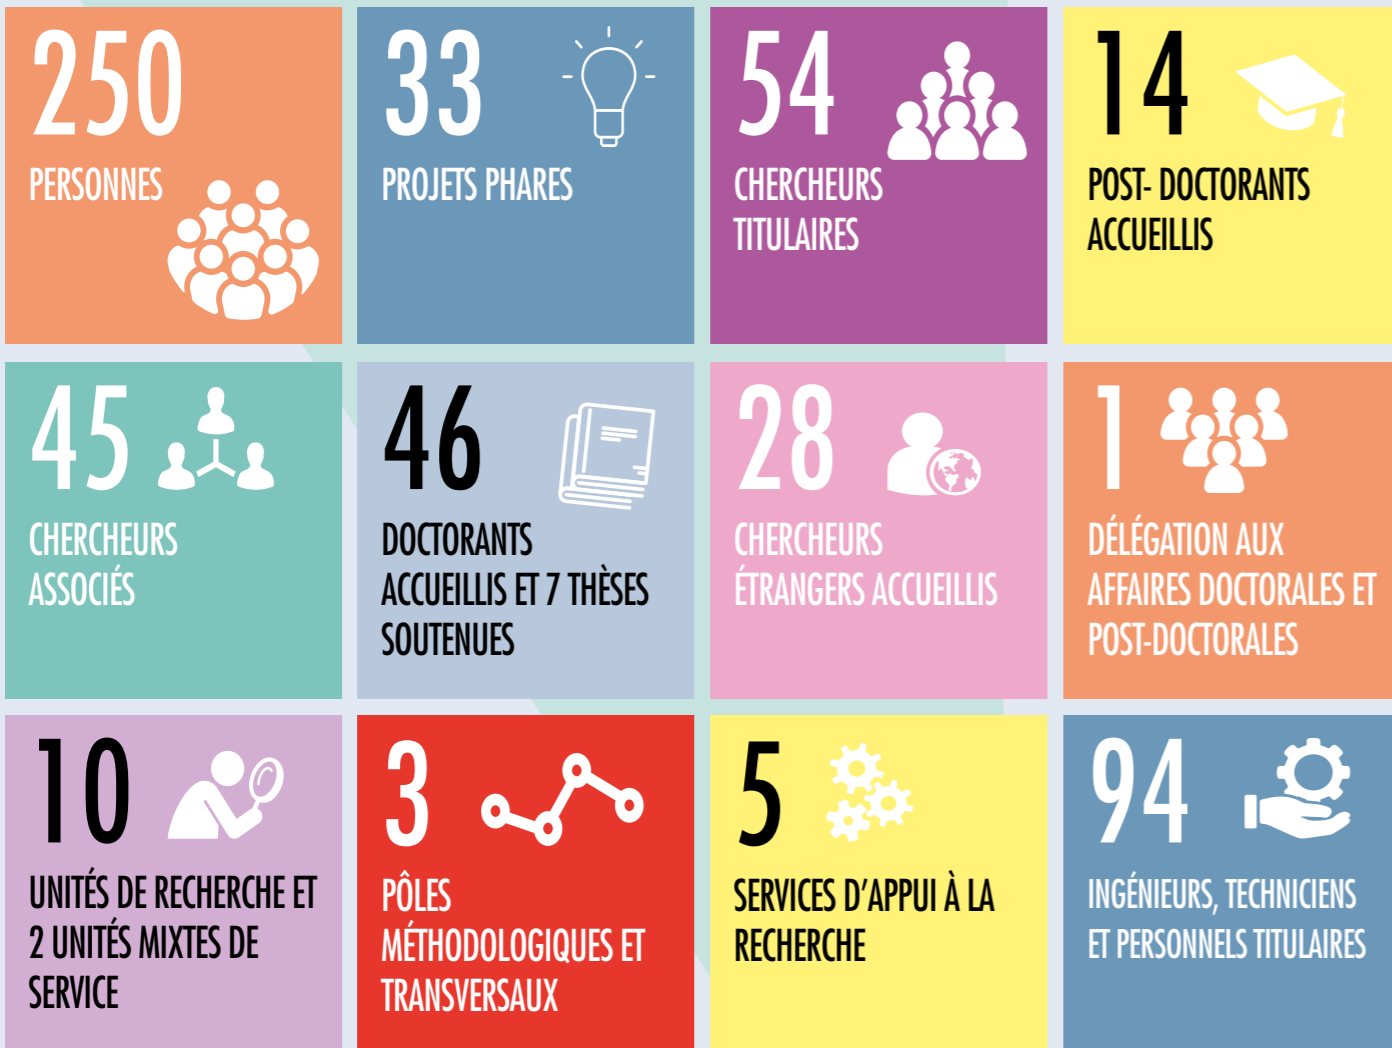 250
PERSONNES
33
PROJETS PHARES
54
CHERCHEURS
TITULAIRES
14
POST- DOCTORANTS
ACCUEILLIS
45
CHERCHEURS
ASSOCIÉS
46
DOCTORANTS
ACCUEILLIS ET 7 THÈSES
SOUTENUES
28
CHERCHEURS
ÉTRANGERS ACCUEILLIS
1
DÉLÉGATION AUX
AFFAIRES DOCTORALES ET
POST-DOCTORALES
10
UNITÉS DE RECHERCHE ET
2 UNITÉS MIXTES DE
SERVICE
3
PÔLES
MÉTHODOLOGIQUES ET
TRANSVERSAUX
5
SERVICES D’APPUI À LA
RECHERCHE
94
INGÉNIEURS, TECHNICIENS
ET PERSONNELS TITULAIRES